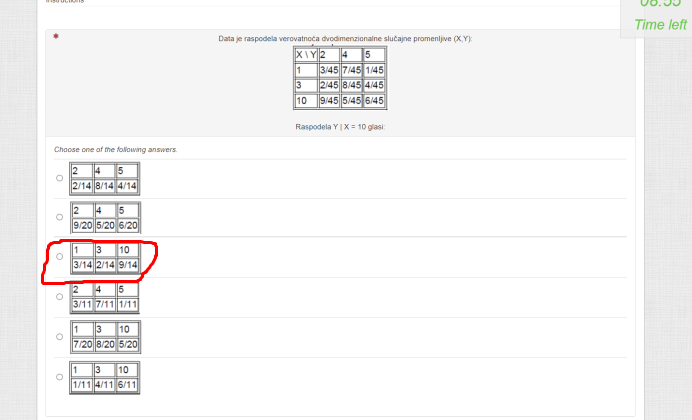 Instructions
08:55
Time left
*
Data je raspodela verovatnoća dvodimenzionalne slučajne promenljive (X,Y):
X \ Y 2 4 5
1 3/45 7/45 1/45
3 2/45 8/45 4/45
10 9/45 5/45 6/45
Raspodela Y | X = 10 glasi:
Choose one of the following answers.
2 4 5
2/14 8/14 4/14
2 4 5
9/20 5/20 6/20
1 3 10
3/14 2/14 9/14
2 4 5
3/11 7/11 1/11
1 3 10
7/20 8/20 5/20
1 3 10
1/11 4/11 6/11